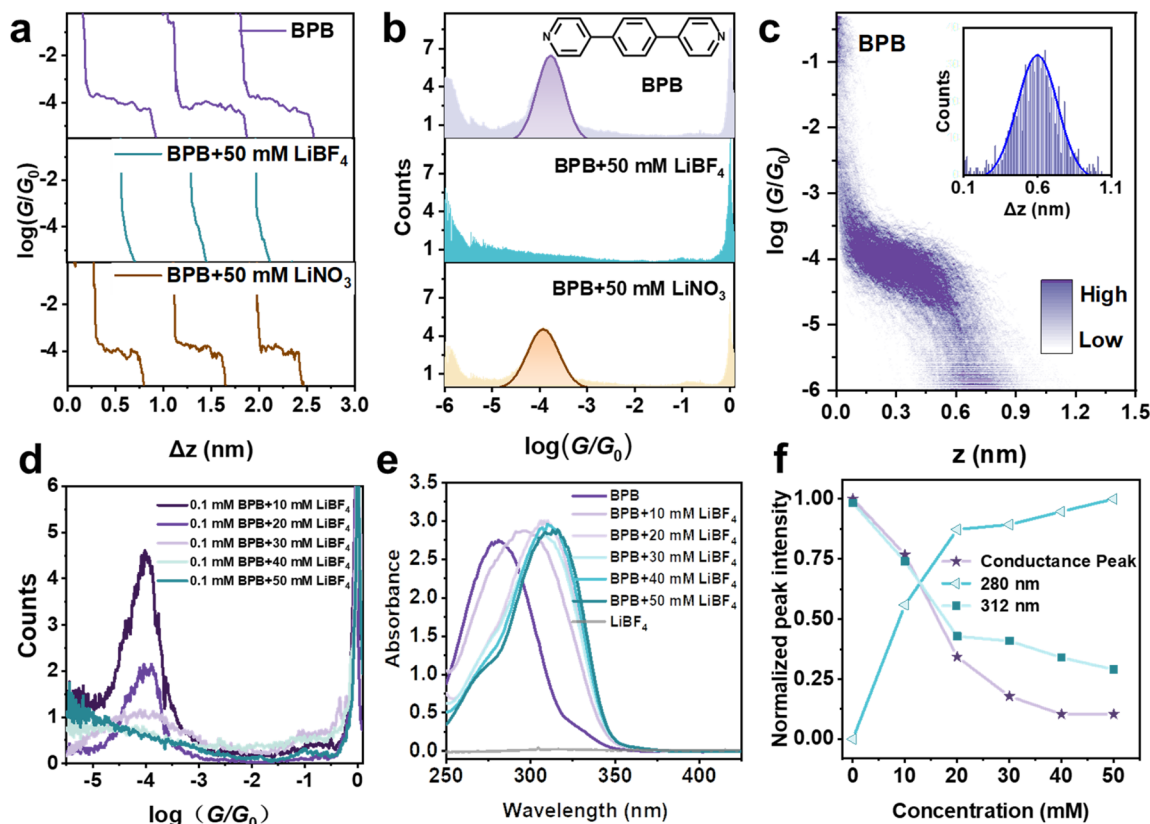 a
BPB
BPB+50 mM LiBF4
BPB+50 mM LiNO3
log(G/G0)
-2
-4
-2
-4
-2
-4
0.0 0.6 1.2 1.8 2.4 3.0
Δz (nm)
b
N
N
BPB
BPB+50 mM LiBF4
BPB+50 mM LiNO3
Counts
7
4
1
7
4
1
7
4
1
-6 -5 -4 -3 -2 -1 0
log(G/G0)
c
BPB
Counts
0.1 0.6 1.1
Δz (nm)
High
Low
log (G/G0)
-1
-2
-3
-4
-5
-6
0.0 0.3 0.6 0.9 1.2 1.5
z (nm)
d
0.1 mM BPB+10 mM LiBF4
0.1 mM BPB+20 mM LiBF4
0.1 mM BPB+30 mM LiBF4
0.1 mM BPB+40 mM LiBF4
0.1 mM BPB+50 mM LiBF4
Counts
6
5
4
3
2
1
0
-5 -4 -3 -2 -1 0
log (G/G0)
e
BPB
BPB+10 mM LiBF4
BPB+20 mM LiBF4
BPB+30 mM LiBF4
BPB+40 mM LiBF4
BPB+50 mM LiBF4
LiBF4
Absorbance
3.5
3.0
2.5
2.0
1.5
1.0
0.5
0.0
250 300 350 400
Wavelength (nm)
f
Conductance Peak
280 nm
312 nm
Normalized peak intensity
1.00
0.75
0.50
0.25
0.00
0 10 20 30 40 50
Concentration (mM)